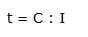 t = C : I